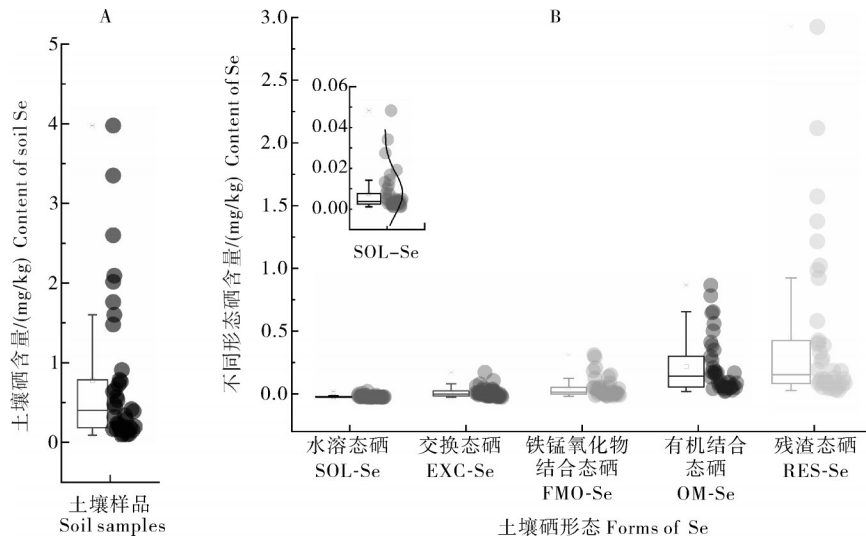 A
土壤硒含量/(mg/kg) Content of soil Se
5
4
3
2
1
0
土壤样品
Soil samples
B
不同形态硒含量/(mg/kg) Content of Se
3.0
2.5
2.0
1.5
1.0
0.5
0.0
0.06
0.04
0.02
0.00
SOL-Se
水溶态硒
SOL-Se
交换态硒
EXC-Se
铁锰氧化物
结合态硒
FMO-Se
有机结合
态硒
OM-Se
残渣态硒
RES-Se
土壤硒形态 Forms of Se